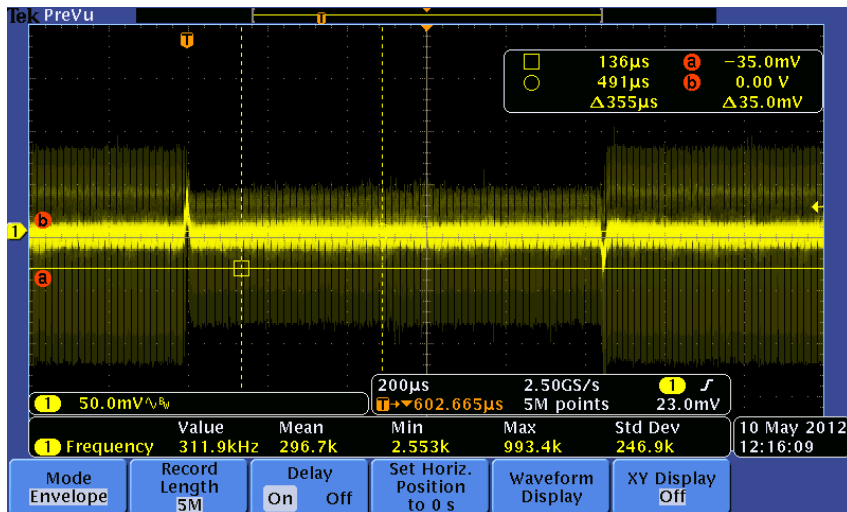 Tek PreVu
T
T
136μs a −35.0mV
491μs b 0.00 V
Δ355μs Δ35.0mV
b
1
a
1 50.0mV∿BW
200μs 2.50GS/s 1 ∫
T→▼602.665μs 5M points 23.0mV
Value Mean Min Max Std Dev
1 Frequency 311.9kHz 296.7k 2.553k 993.4k 246.9k
10 May 2012
12:16:09
Mode
Envelope
Record
Length
5M
Delay
On Off
Set Horiz.
Position
to 0 s
Waveform
Display
XY Display
Off